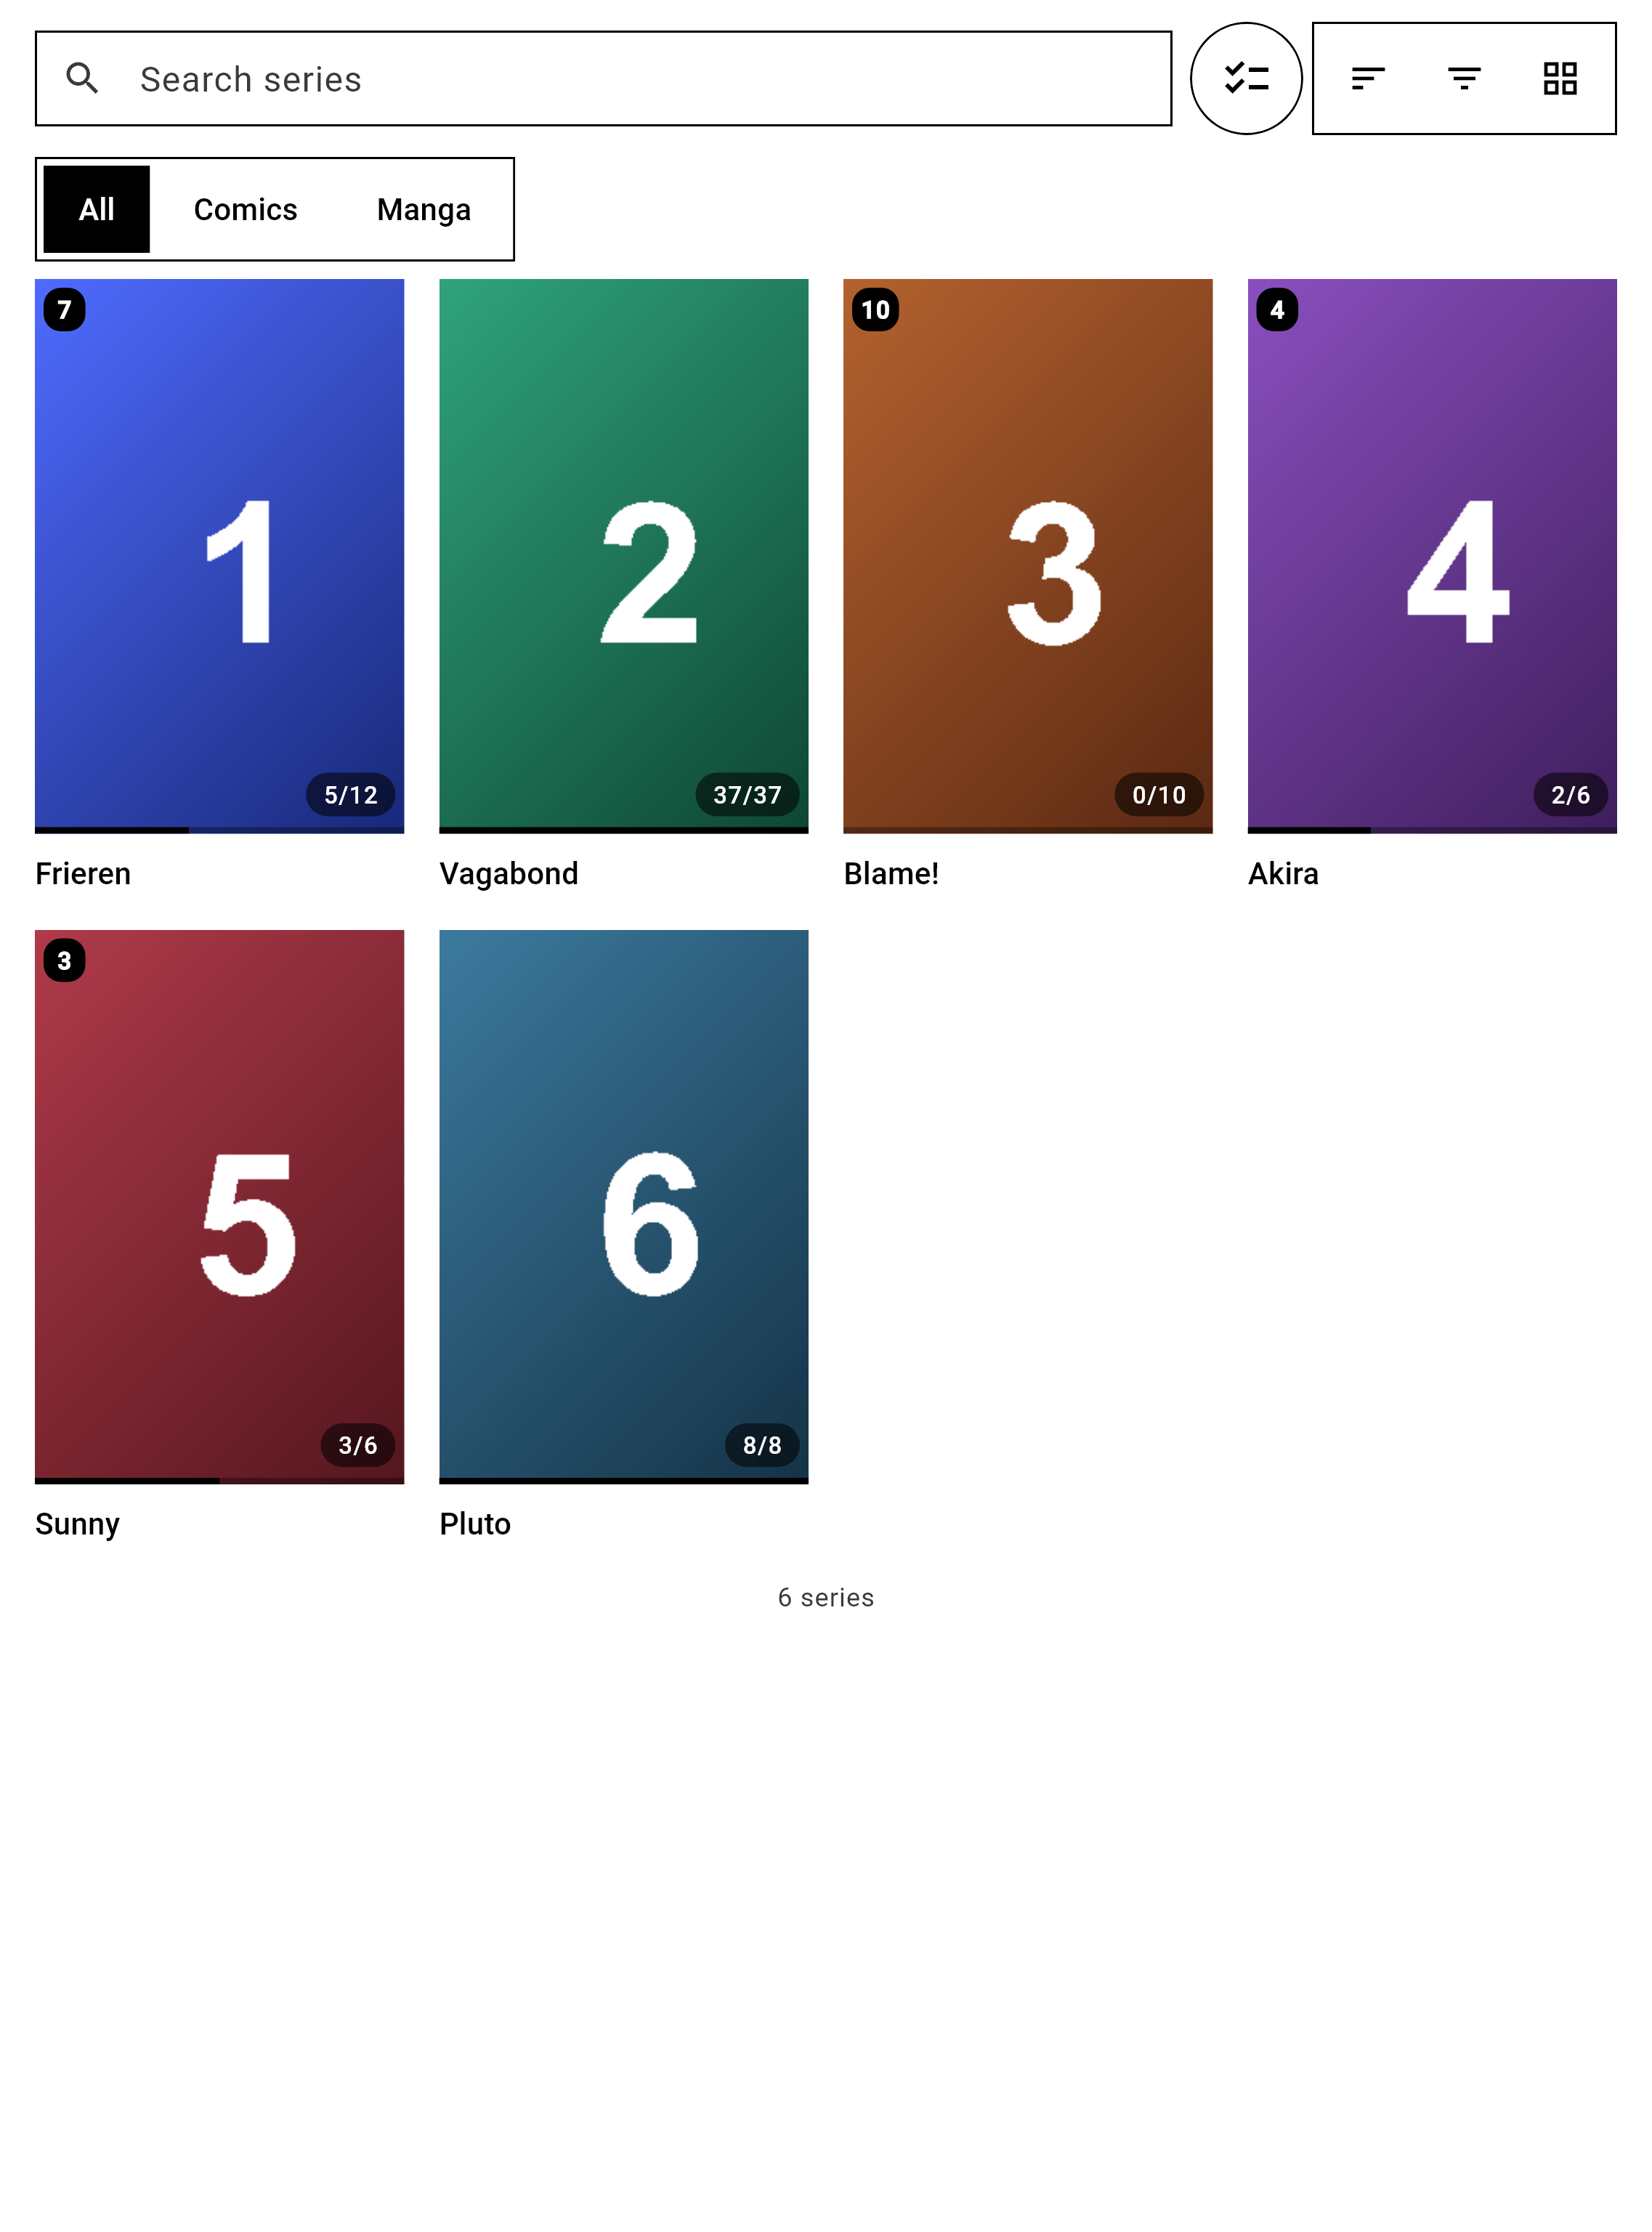 Search series
All Comics Manga
7 10 4
1 2 3 4
5/12 37/37 0/10 2/6
Frieren Vagabond Blame! Akira
3
5 6
3/6 8/8
Sunny Pluto
6 series